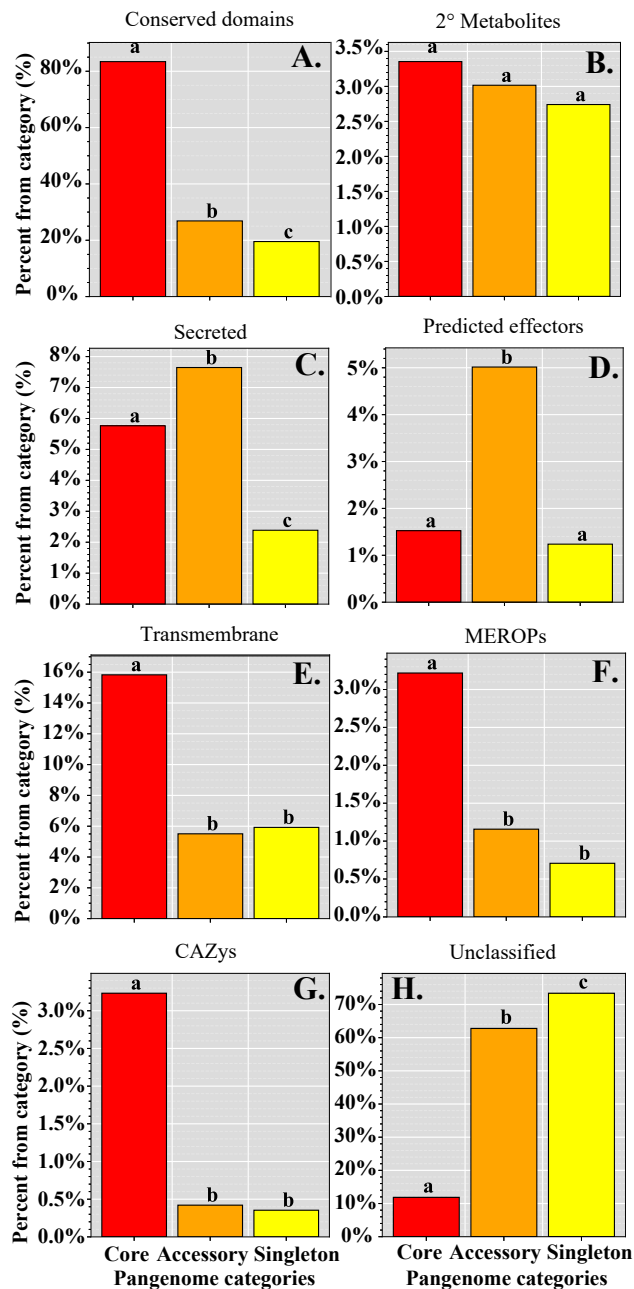 Conserved domains
A.
Percent from category (%)
80%
60%
40%
20%
0%
a
b
c
2° Metabolites
B.
3.5%
3.0%
2.5%
2.0%
1.5%
1.0%
0.5%
0.0%
a
a
a
Secreted
C.
Percent from category (%)
8%
7%
6%
5%
4%
3%
2%
1%
0%
a
b
c
Predicted effectors
D.
5%
4%
3%
2%
1%
0%
a
b
a
Transmembrane
E.
Percent from category (%)
16%
14%
12%
10%
8%
6%
4%
2%
0%
a
b
b
MEROPs
F.
3.0%
2.5%
2.0%
1.5%
1.0%
0.5%
0.0%
a
b
b
CAZys
G.
Percent from category (%)
3.0%
2.5%
2.0%
1.5%
1.0%
0.5%
0.0%
a
b
b
Core Accessory Singleton
Pangenome categories
Unclassified
H.
70%
60%
50%
40%
30%
20%
10%
0%
a
b
c
Core Accessory Singleton
Pangenome categories